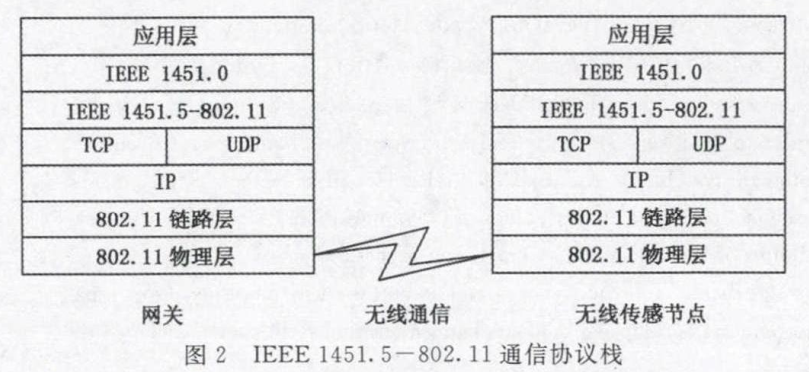 应用层
IEEE 1451.0
IEEE 1451.5-802.11
TCP UDP
IP
802.11 链路层
802.11 物理层
网关
无线通信
应用层
IEEE 1451.0
IEEE 1451.5-802.11
TCP UDP
IP
802.11 链路层
802.11 物理层
无线传感节点
图 2 IEEE 1451.5-802.11 通信协议栈